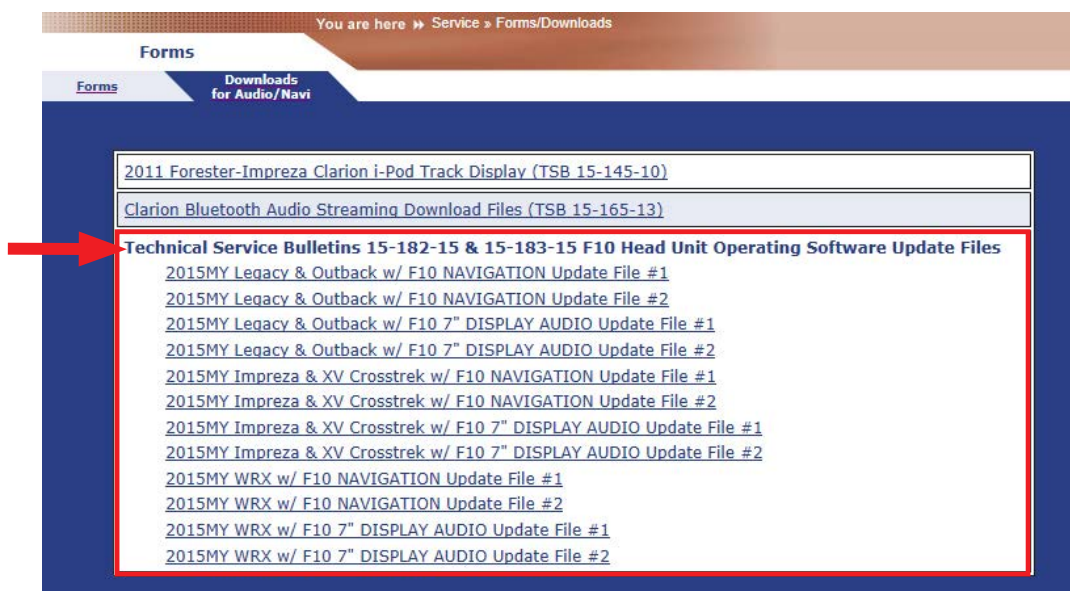 You are here » Service » Forms/Downloads
Forms
Forms
Downloads
for Audio/Navi
2011 Forester-Impreza Clarion i-Pod Track Display (TSB 15-145-10)
Clarion Bluetooth Audio Streaming Download Files (TSB 15-165-13)
Technical Service Bulletins 15-182-15 & 15-183-15 F10 Head Unit Operating Software Update Files
2015MY Legacy & Outback w/ F10 NAVIGATION Update File #1
2015MY Legacy & Outback w/ F10 NAVIGATION Update File #2
2015MY Legacy & Outback w/ F10 7" DISPLAY AUDIO Update File #1
2015MY Legacy & Outback w/ F10 7" DISPLAY AUDIO Update File #2
2015MY Impreza & XV Crosstrek w/ F10 NAVIGATION Update File #1
2015MY Impreza & XV Crosstrek w/ F10 NAVIGATION Update File #2
2015MY Impreza & XV Crosstrek w/ F10 7" DISPLAY AUDIO Update File #1
2015MY Impreza & XV Crosstrek w/ F10 7" DISPLAY AUDIO Update File #2
2015MY WRX w/ F10 NAVIGATION Update File #1
2015MY WRX w/ F10 NAVIGATION Update File #2
2015MY WRX w/ F10 7" DISPLAY AUDIO Update File #1
2015MY WRX w/ F10 7" DISPLAY AUDIO Update File #2